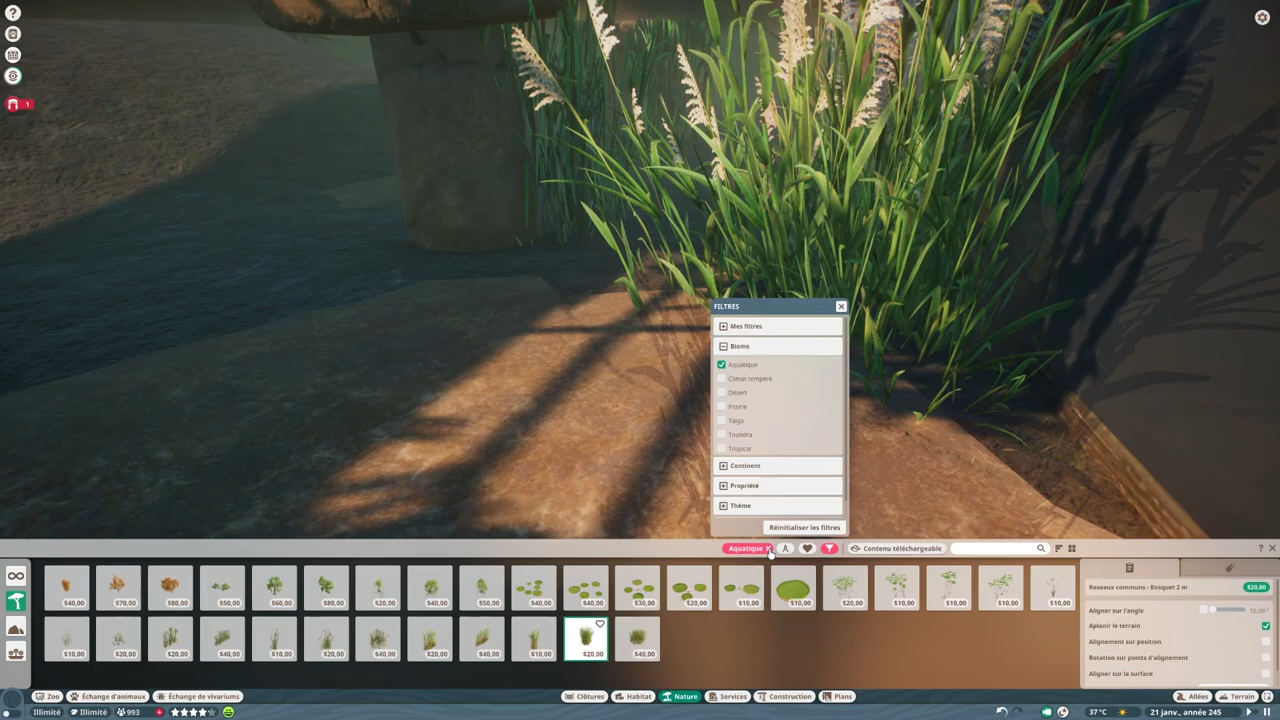 ?
1
FILTRES
Mes filtres
Biome
Aquatique
Climat tempéré
Désert
Prairie
Taïga
Toundra
Tropical
Continent
Propriété
Thème
Réinitialiser les filtres
Aquatique X
Contenu téléchargeable
? X
$40,00 $70,00 $80,00 $50,00 $60,00 $80,00 $20,00 $40,00 $50,00 $40,00 $40,00 $30,00 $20,00 $10,00 $10,00 $20,00 $10,00 $10,00 $10,00 $10,00
$10,00 $20,00 $20,00 $40,00 $10,00 $20,00 $40,00 $20,00 $40,00 $10,00 $20,00 $40,00
Roseaux communs - Bosquet 2 m $20,00
Aligner sur l'angle 15,00 °
Aplanir le terrain
Alignement sur position
Rotation sur points d'alignement
Aligner sur la surface
Zoo Échange d'animaux Échange de vivariums Clôtures Habitat Nature Services Construction Plans Allées Terrain
Illimité Illimité 993 37 °C 21 janv., année 245